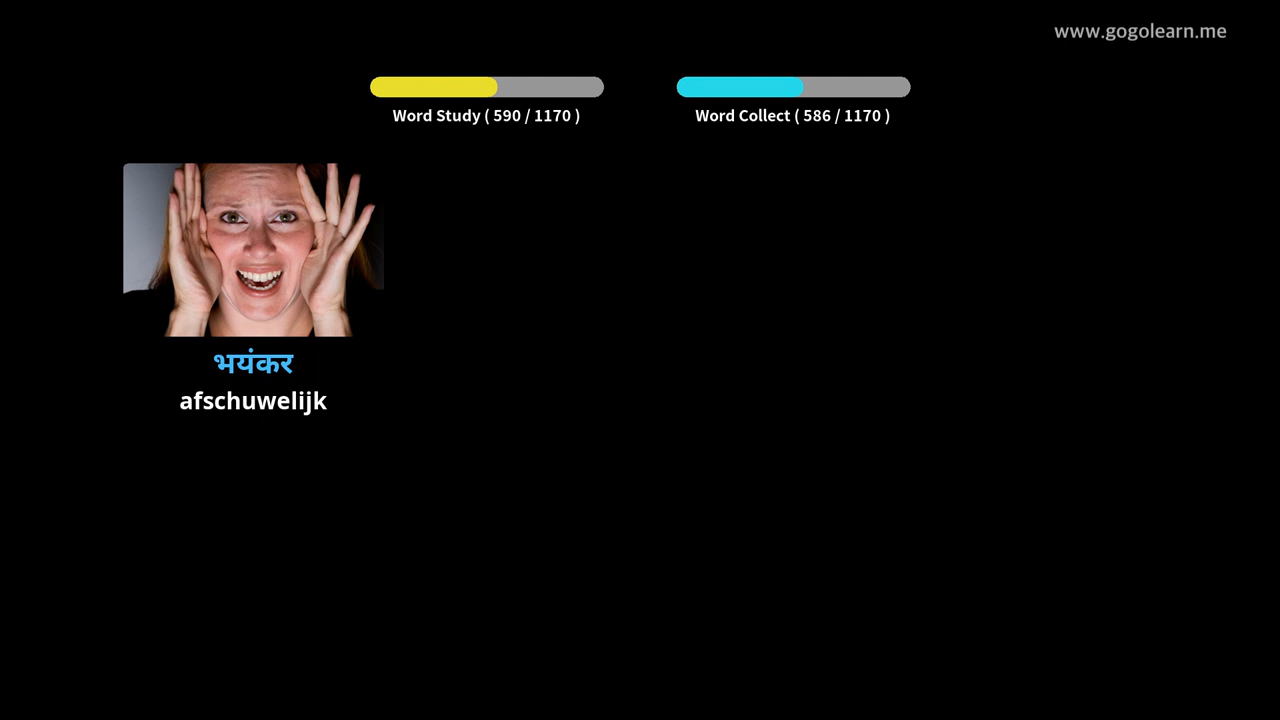 www.gogolearn.me
Word Study ( 590 / 1170 )
Word Collect ( 586 / 1170 )
भयंकर
afschuwelijk